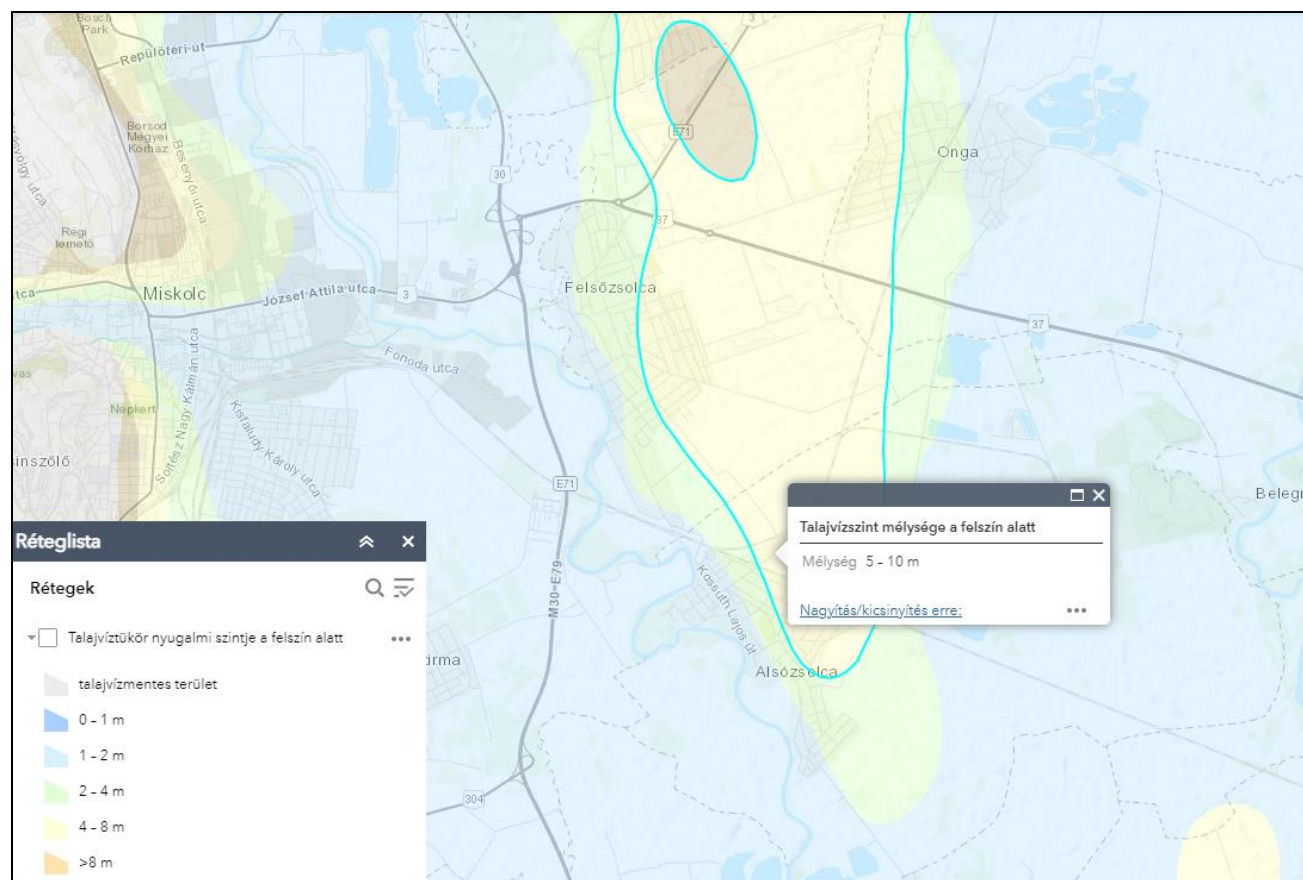 Bosch
Park
Repülőtéri út
3
Borsod
Megyei
Kórház
Besenyői utca
E71
Onga
30
Régi
temető
37
Felsőzsolca
Miskolc
József Attila utca
3
37
Fonoda utca
Népkert
Soltész Nagy Kálmán utca
Kisfaludy Károly utca
E71
Talajvízszint mélysége a felszín alatt
Mélység 5 - 10 m
Nagyítás/kicsinyítés erre:
•••
M30=E79
Kossuth Lajos út
Alsózsolca
304
Réteglista
Rétegek
Talajvíztükör nyugalmi szintje a felszín alatt
•••
talajvízmentes terület
0 - 1 m
1 - 2 m
2 - 4 m
4 - 8 m
>8 m